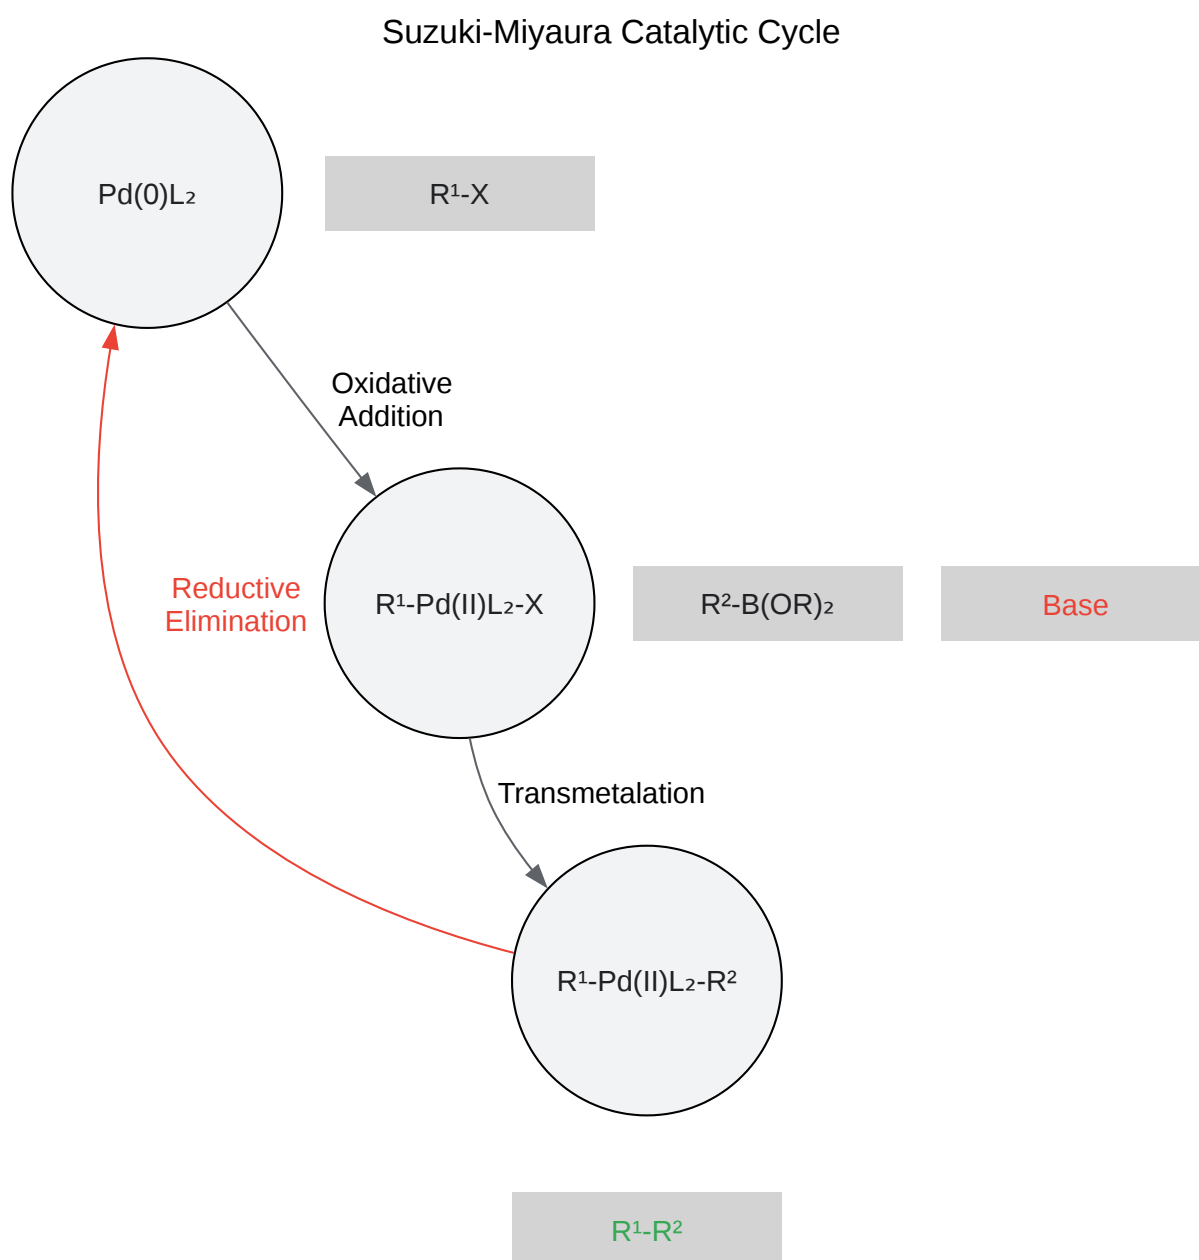 Suzuki-Miyaura Catalytic Cycle
Pd(0)L₂
R¹-X
Oxidative
Addition
Reductive
Elimination
R¹-Pd(II)L₂-X
R²-B(OR)₂
Base
Transmetalation
R¹-Pd(II)L₂-R²
R¹-R²